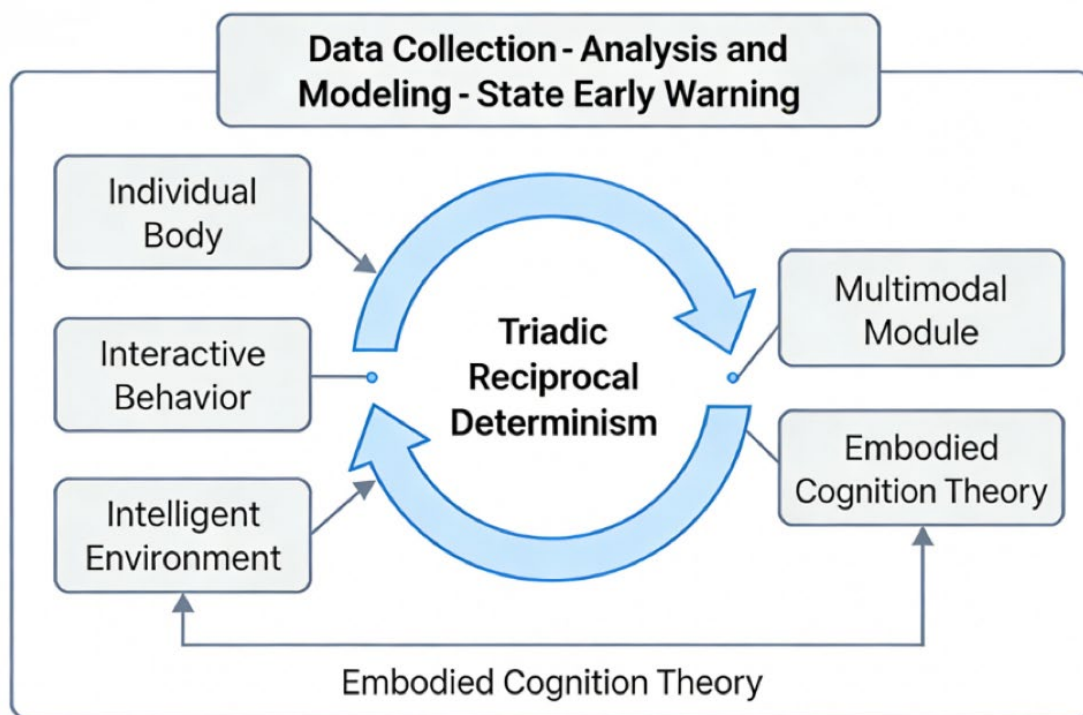 Data Collection - Analysis and
Modeling - State Early Warning
Individual
Body
Interactive
Behavior
Intelligent
Environment
Triadic
Reciprocal
Determinism
Multimodal
Module
Embodied
Cognition Theory
Embodied Cognition Theory